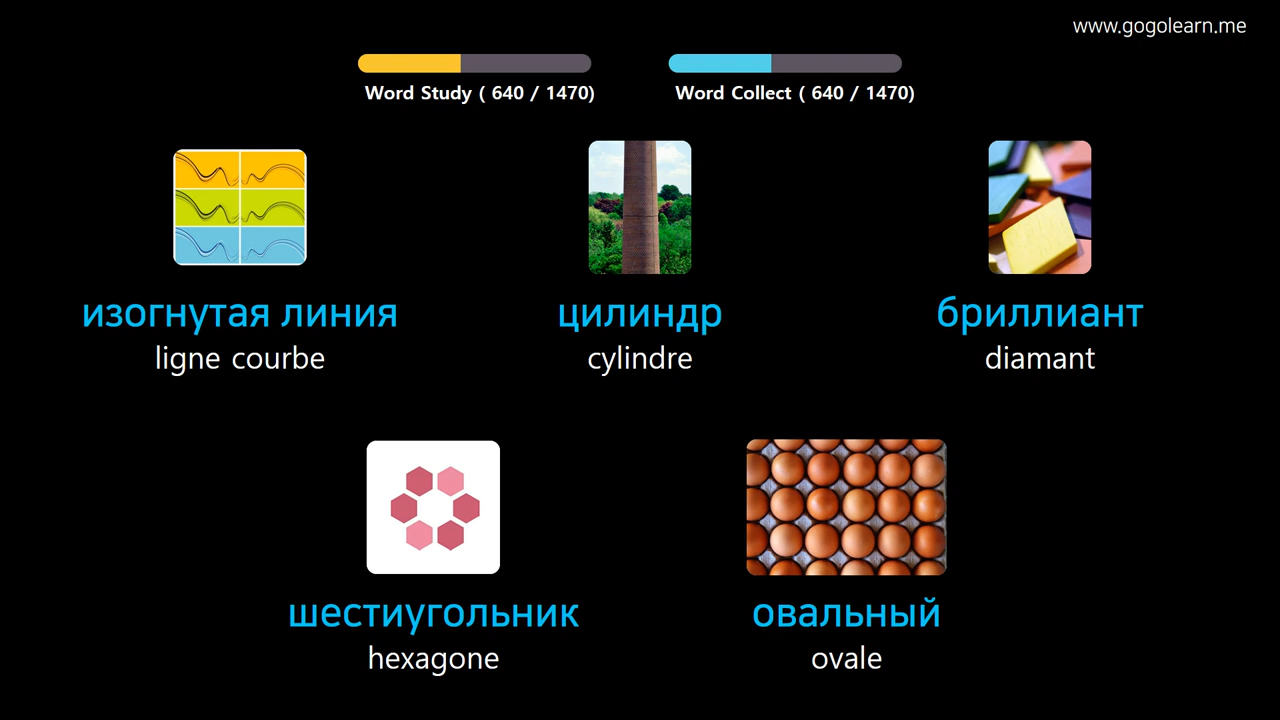 www.gogolearn.me
Word Study ( 640 / 1470)
Word Collect ( 640 / 1470)
изогнутая линия
ligne courbe
цилиндр
cylindre
бриллиант
diamant
шестиугольник
hexagone
овальный
ovale